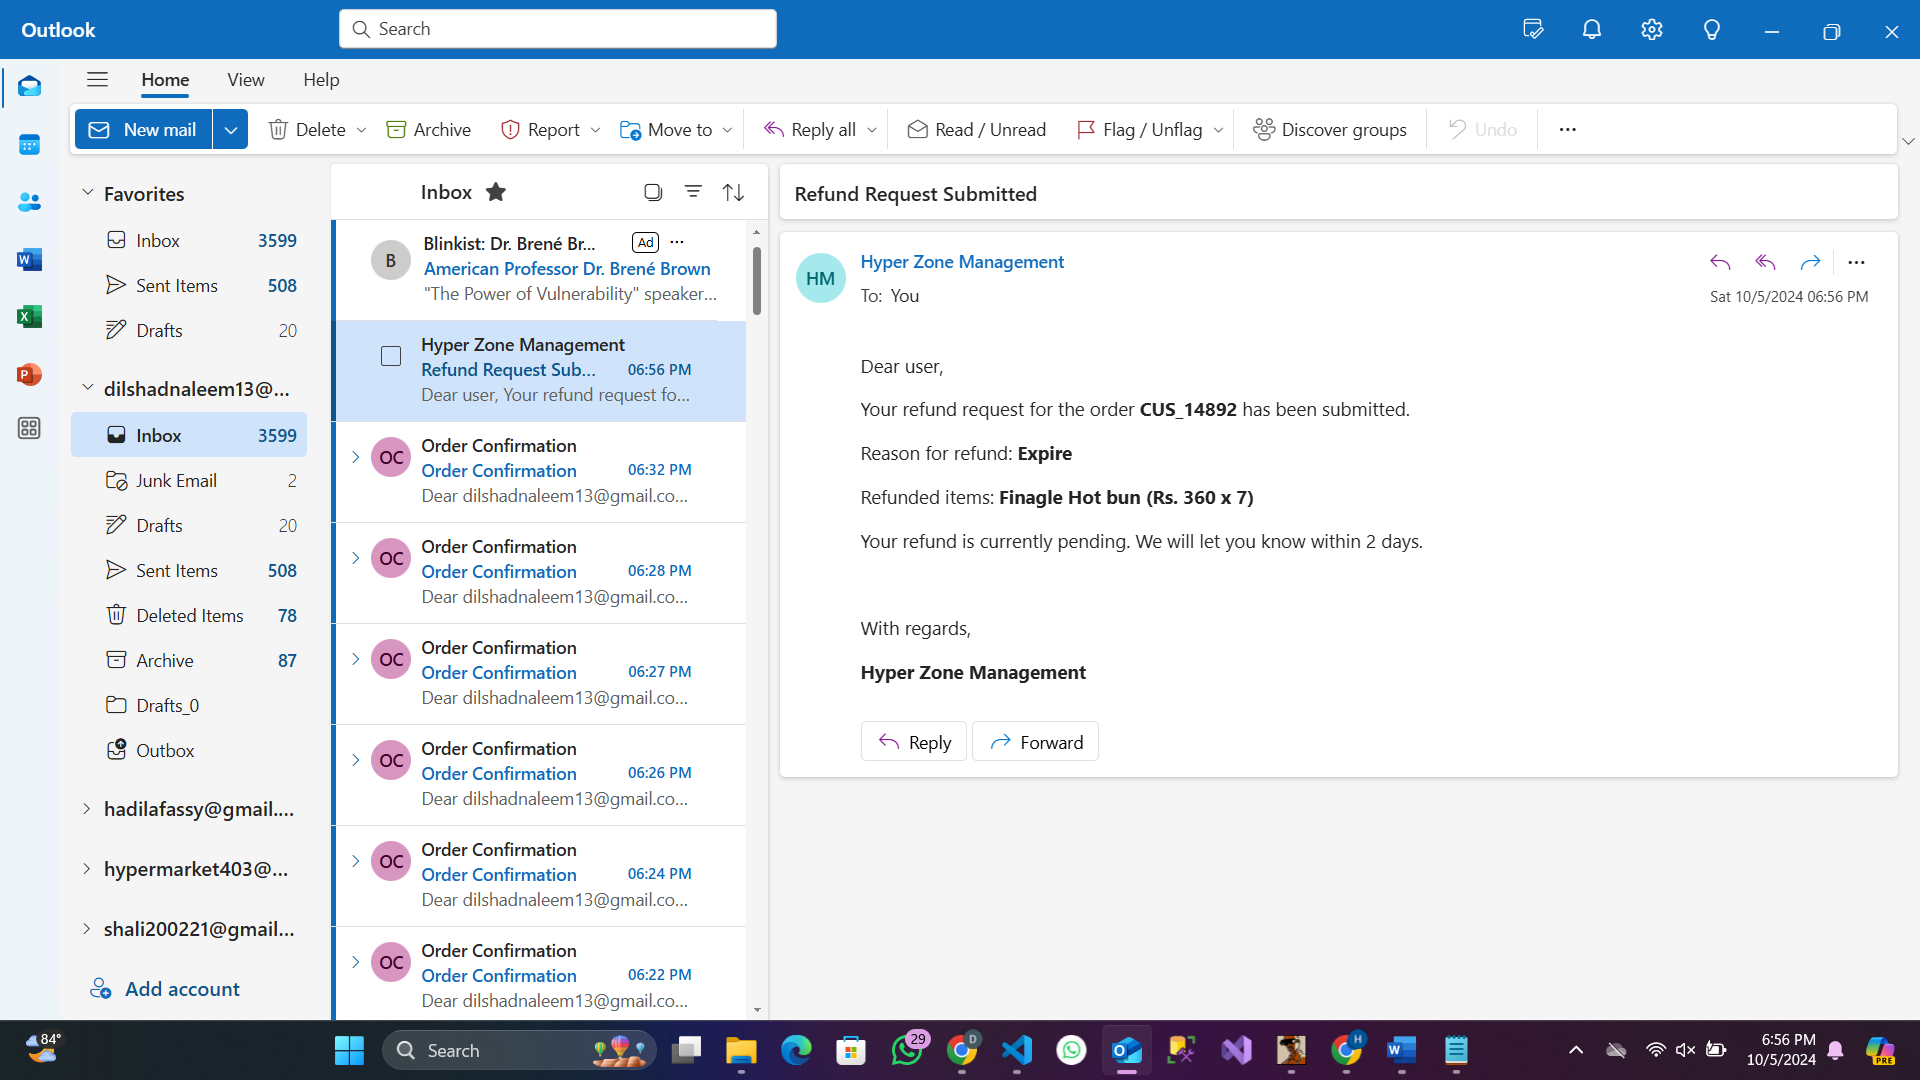 Outlook
Search
Home
View
Help
New mail
Delete
Archive
Report
Move to
Reply all
Read / Unread
Flag / Unflag
Discover groups
Undo
Favorites
Inbox 3599
Sent Items 508
Drafts 20
dilshadnaleem13@...
Inbox 3599
Junk Email 2
Drafts 20
Sent Items 508
Deleted Items 78
Archive 87
Drafts_0
Outbox
hadilafassy@gmail....
hypermarket403@...
shali200221@gmail...
Add account
Inbox
B
Blinkist: Dr. Brené Br... Ad
American Professor Dr. Brené Brown
"The Power of Vulnerability" speaker...
Hyper Zone Management
Refund Request Sub... 06:56 PM
Dear user, Your refund request fo...
OC
Order Confirmation
Order Confirmation 06:32 PM
Dear dilshadnaleem13@gmail.co...
OC
Order Confirmation
Order Confirmation 06:28 PM
Dear dilshadnaleem13@gmail.co...
OC
Order Confirmation
Order Confirmation 06:27 PM
Dear dilshadnaleem13@gmail.co...
OC
Order Confirmation
Order Confirmation 06:26 PM
Dear dilshadnaleem13@gmail.co...
OC
Order Confirmation
Order Confirmation 06:24 PM
Dear dilshadnaleem13@gmail.co...
OC
Order Confirmation
Order Confirmation 06:22 PM
Dear dilshadnaleem13@gmail.co...
Refund Request Submitted
HM
Hyper Zone Management
To: You
Sat 10/5/2024 06:56 PM
Dear user,
Your refund request for the order CUS_14892 has been submitted.
Reason for refund: Expire
Refunded items: Finagle Hot bun (Rs. 360 x 7)
Your refund is currently pending. We will let you know within 2 days.
With regards,
Hyper Zone Management
Reply
Forward
84°
Search
29
D
H
6:56 PM
10/5/2024
PRE